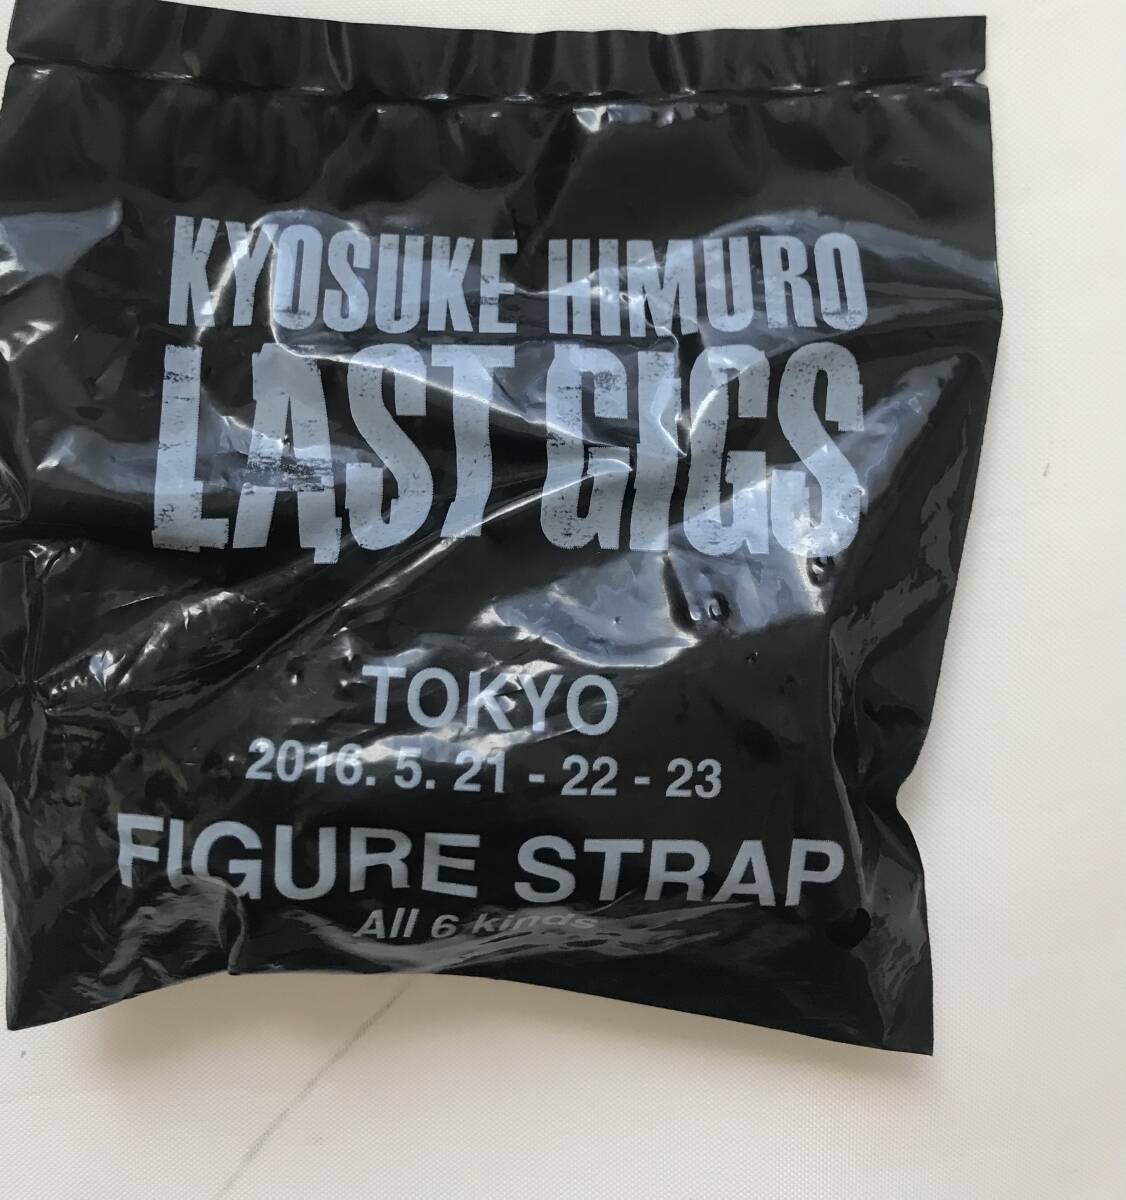 KYOSUKE HIMURO
LAST GIGS
TOKYO
2016. 5. 21 - 22 - 23
FIGURE STRAP
All 6 kinds